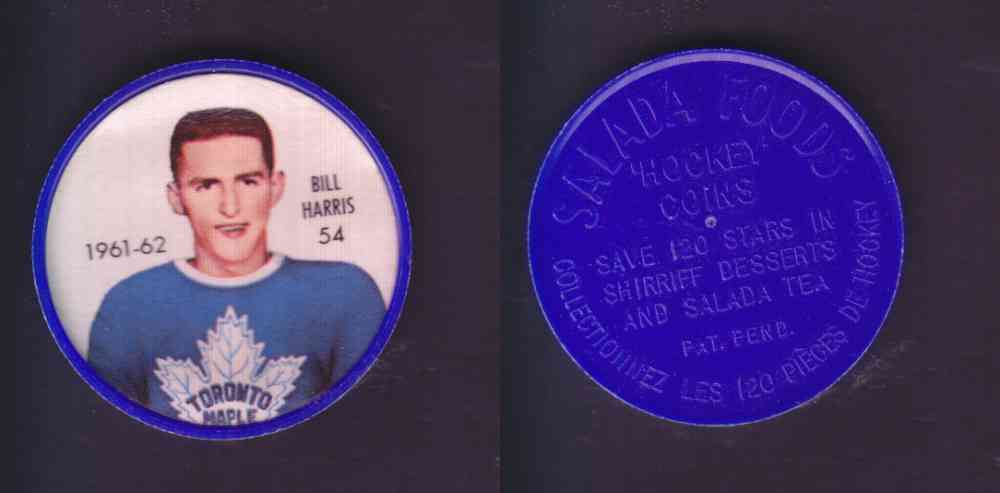 BILL
HARRIS
54
1961-62
TORONTO
MAPLE
SALADA FOODS
"HOCKEY"
COINS
SAVE 120 STARS IN
SHIRRIFF DESSERTS
AND SALADA TEA
PAT. PEND.
COLLECTIONNEZ LES 120 PIÈCES DE HOCKEY